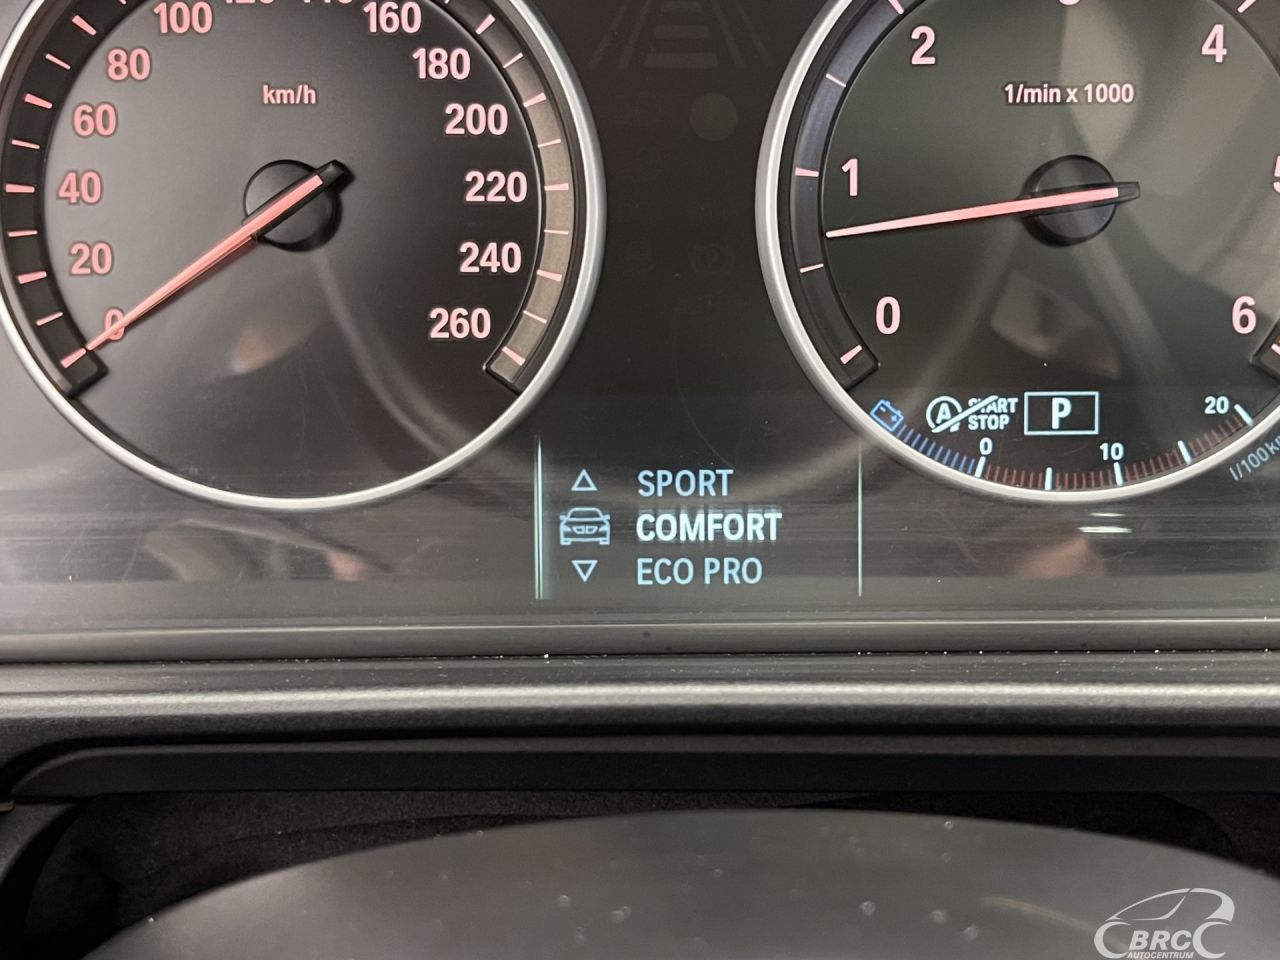 100
80
60
40
20
0
km/h
160
180
200
220
240
260
1/min x 1000
0
1
2
4
6
A START STOP
P
0
10
20
SPORT
COMFORT
ECO PRO
BRC
AUTOCENTRUM